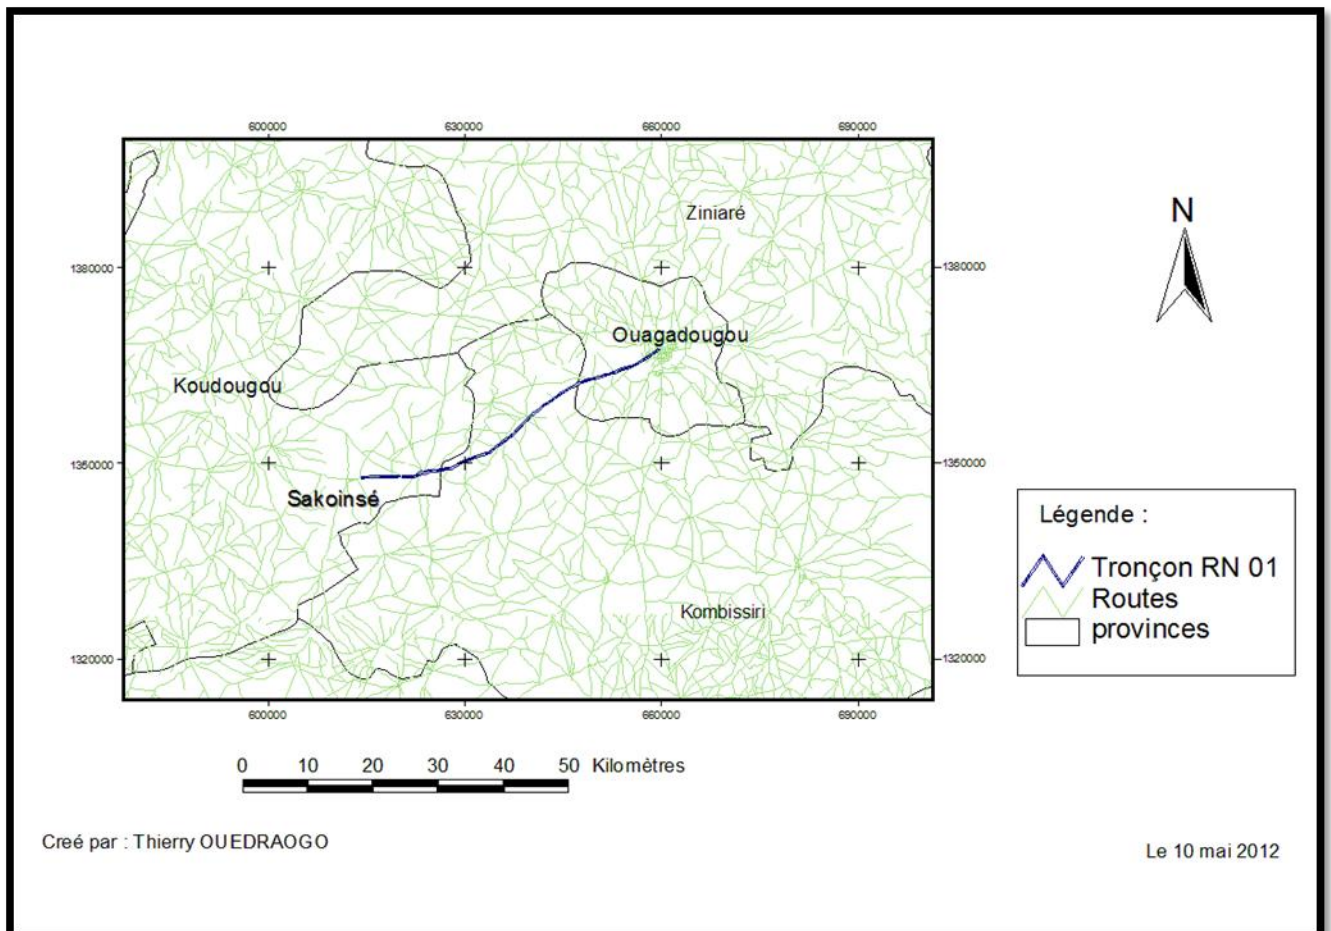 600000 630000 660000 690000
Ziniaré
N
1380000 1380000
Ouagadougou
Koudougou
1350000 1350000
Sakoinsé
Légende :
Tronçon RN 01
Routes
provinces
Kombissiri
1320000 1320000
600000 630000 660000 690000
0 10 20 30 40 50 Kilomètres
Creé par : Thierry OUEDRAOGO
Le 10 mai 2012